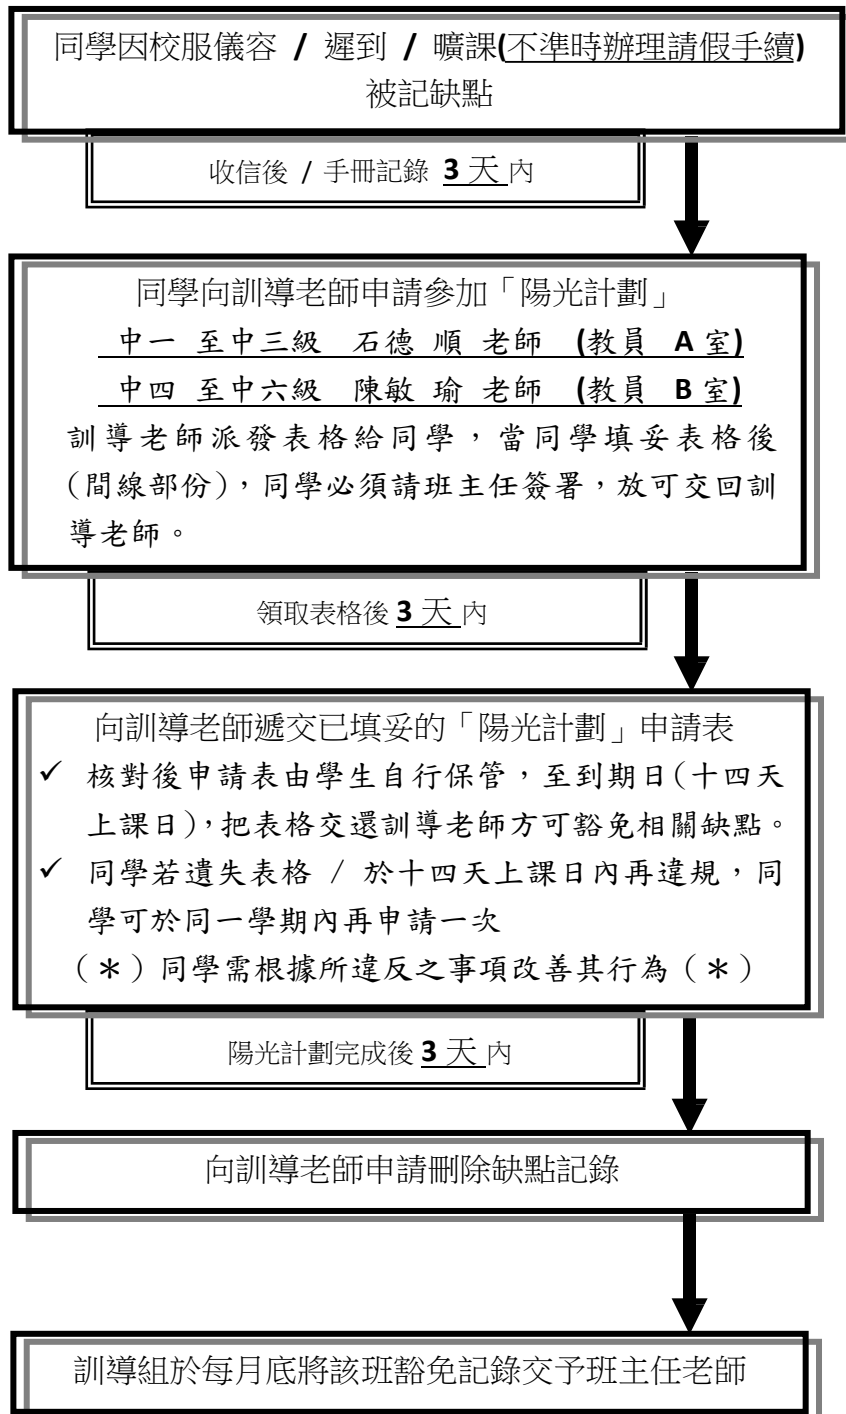 同學因校服儀容 / 遲到 / 曠課(不準時辦理請假手續)
被記缺點
收信後 / 手冊記錄 3 天 內
同學向訓導老師申請參加「陽光計劃」
中一 至中三級 石德 順 老師 (教員 A 室)
中四 至中六級 陳敏 瑜 老師 (教員 B 室)
訓導老師派發表格給同學，當同學填妥表格後
(間線部份)，同學必須請班主任簽署，放可交回訓
導老師。
領取表格後 3 天 內
向訓導老師遞交已填妥的「陽光計劃」申請表
✓ 核對後申請表由學生自行保管，至到期日(十四天
上課日)，把表格交還訓導老師方可豁免相關缺點。
✓ 同學若遺失表格 / 於十四天上課日內再違規，同
學可於同一學期內再申請一次
（＊）同學需根據所違反之事項改善其行為（＊）
陽光計劃完成後 3 天 內
向訓導老師申請刪除缺點記錄
訓導組於每月底將該班豁免記錄交予班主任老師